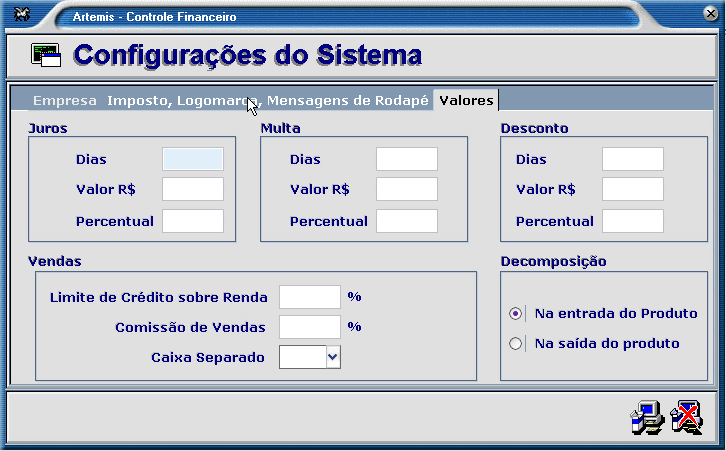 Artemis - Controle Financeiro
Configurações do Sistema
Empresa Imposto, Logomarca, Mensagens de Rodapé Valores
Juros Multa Desconto
Dias Dias Dias
Valor R$ Valor R$ Valor R$
Percentual Percentual Percentual
Vendas Decomposição
Limite de Crédito sobre Renda %
Na entrada do Produto
Comissão de Vendas %
Na saída do produto
Caixa Separado